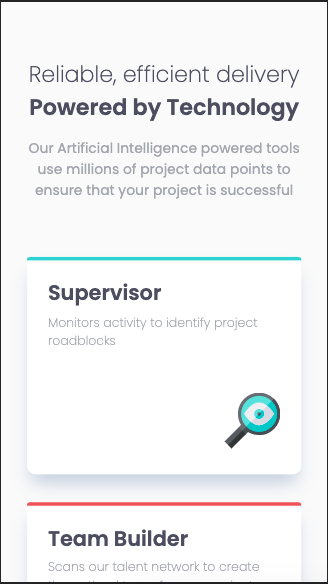 Reliable, efficient delivery
Powered by Technology
Our Artificial Intelligence powered tools
use millions of project data points to
ensure that your project is successful
Supervisor
Monitors activity to identify project
roadblocks
Team Builder
Scans our talent network to create